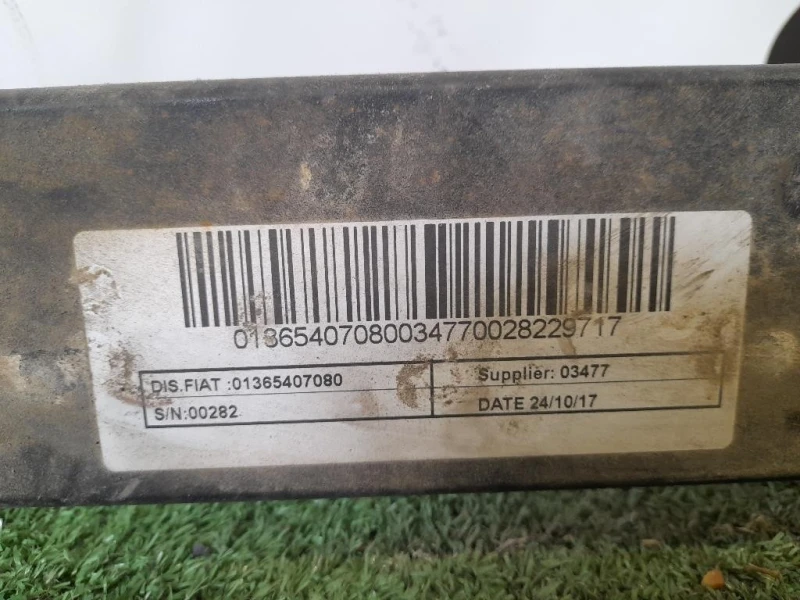 01365407080034770028229717
DIS.FIAT :01365407080
Supplier: 03477
S/N:00282
DATE 24/10/17